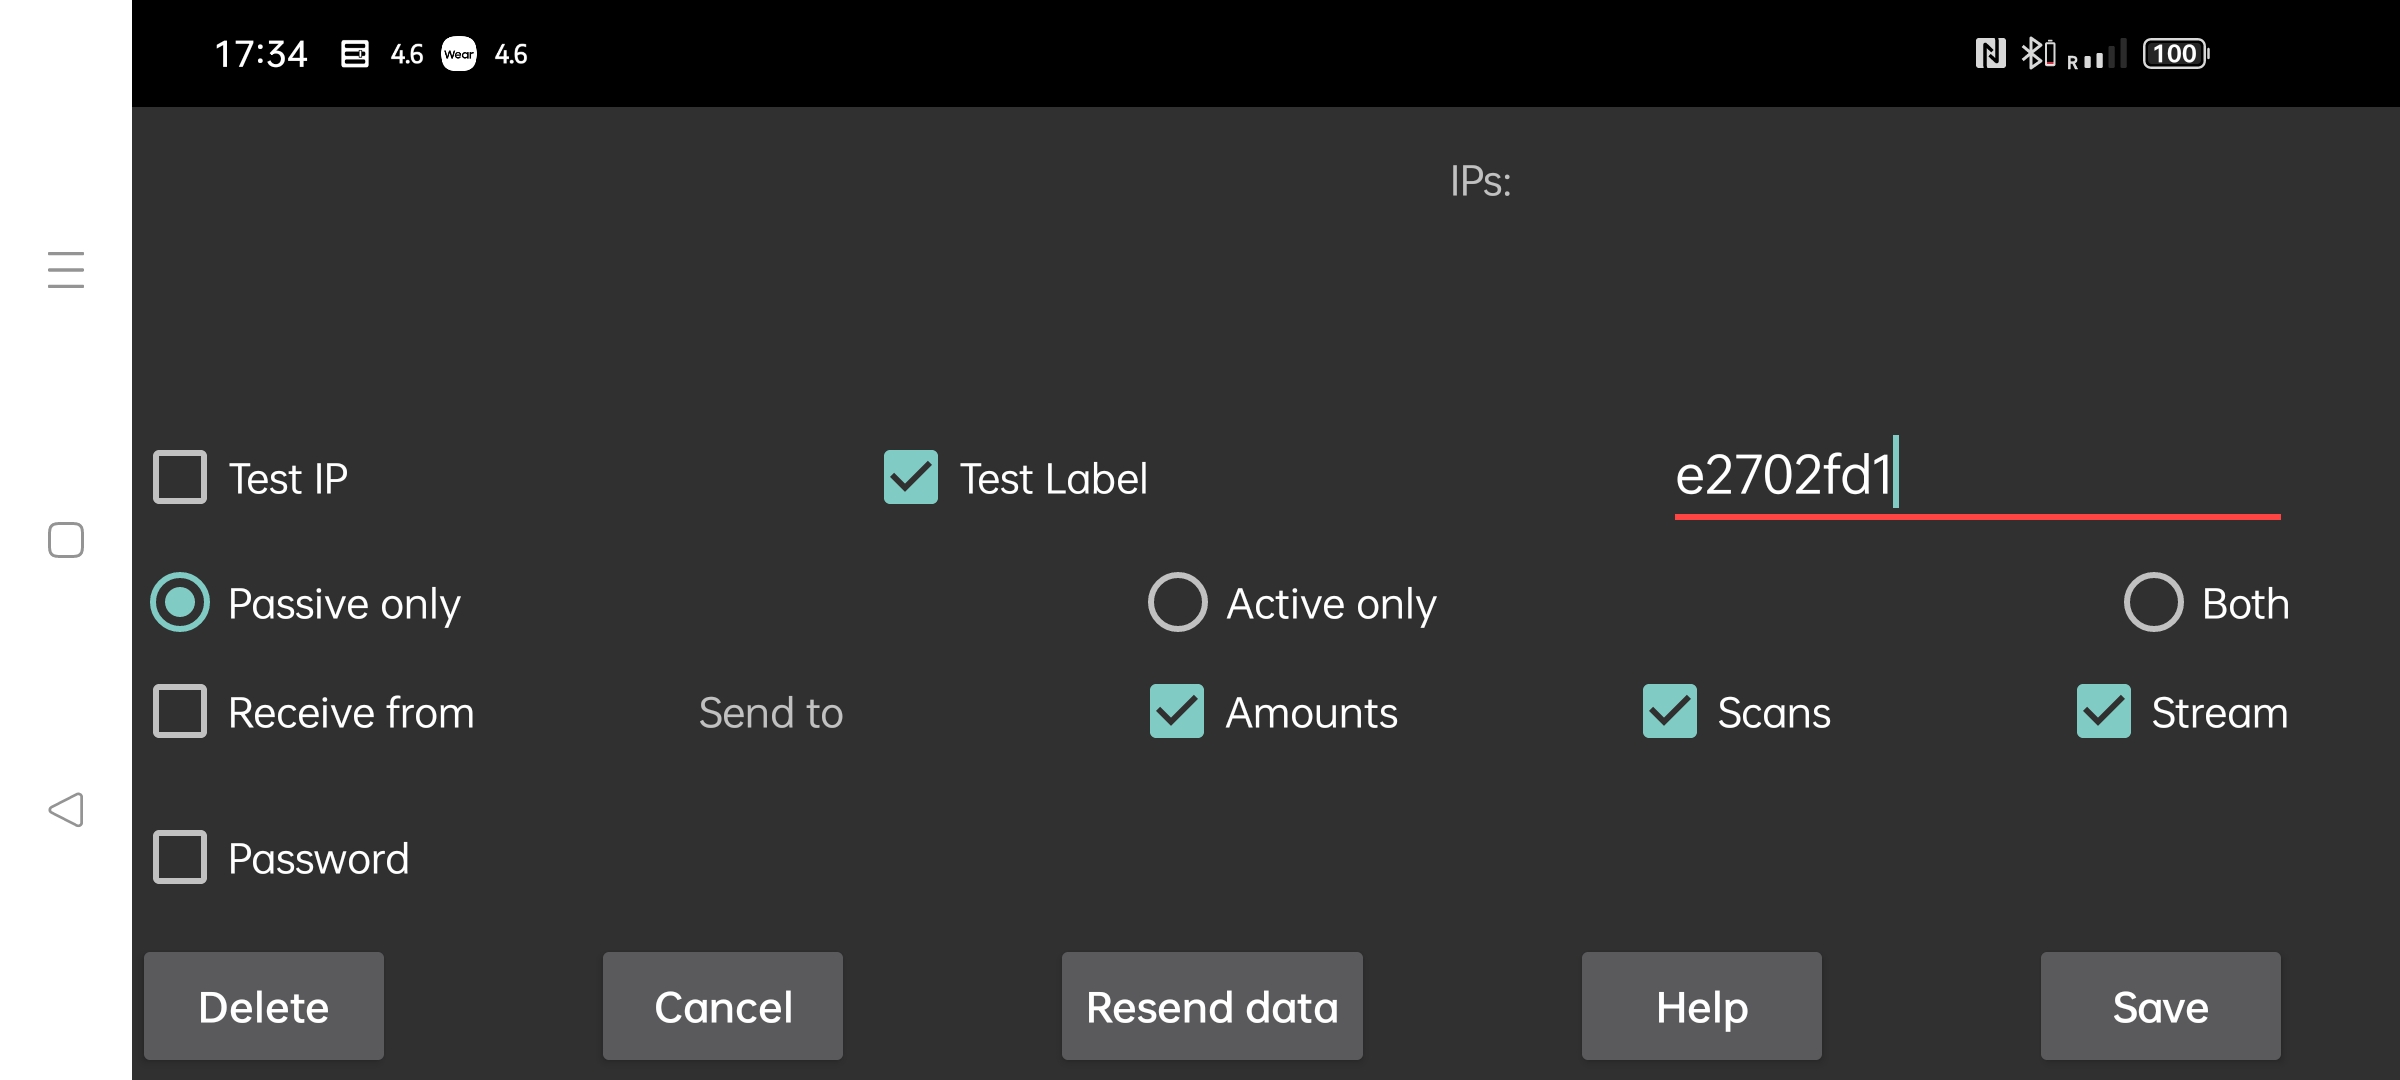 17:34 4.6 Wear 4.6 R 100
IPs:
Test IP Test Label e2702fd1
Passive only Active only Both
Receive from Send to Amounts Scans Stream
Password
Delete Cancel Resend data Help Save